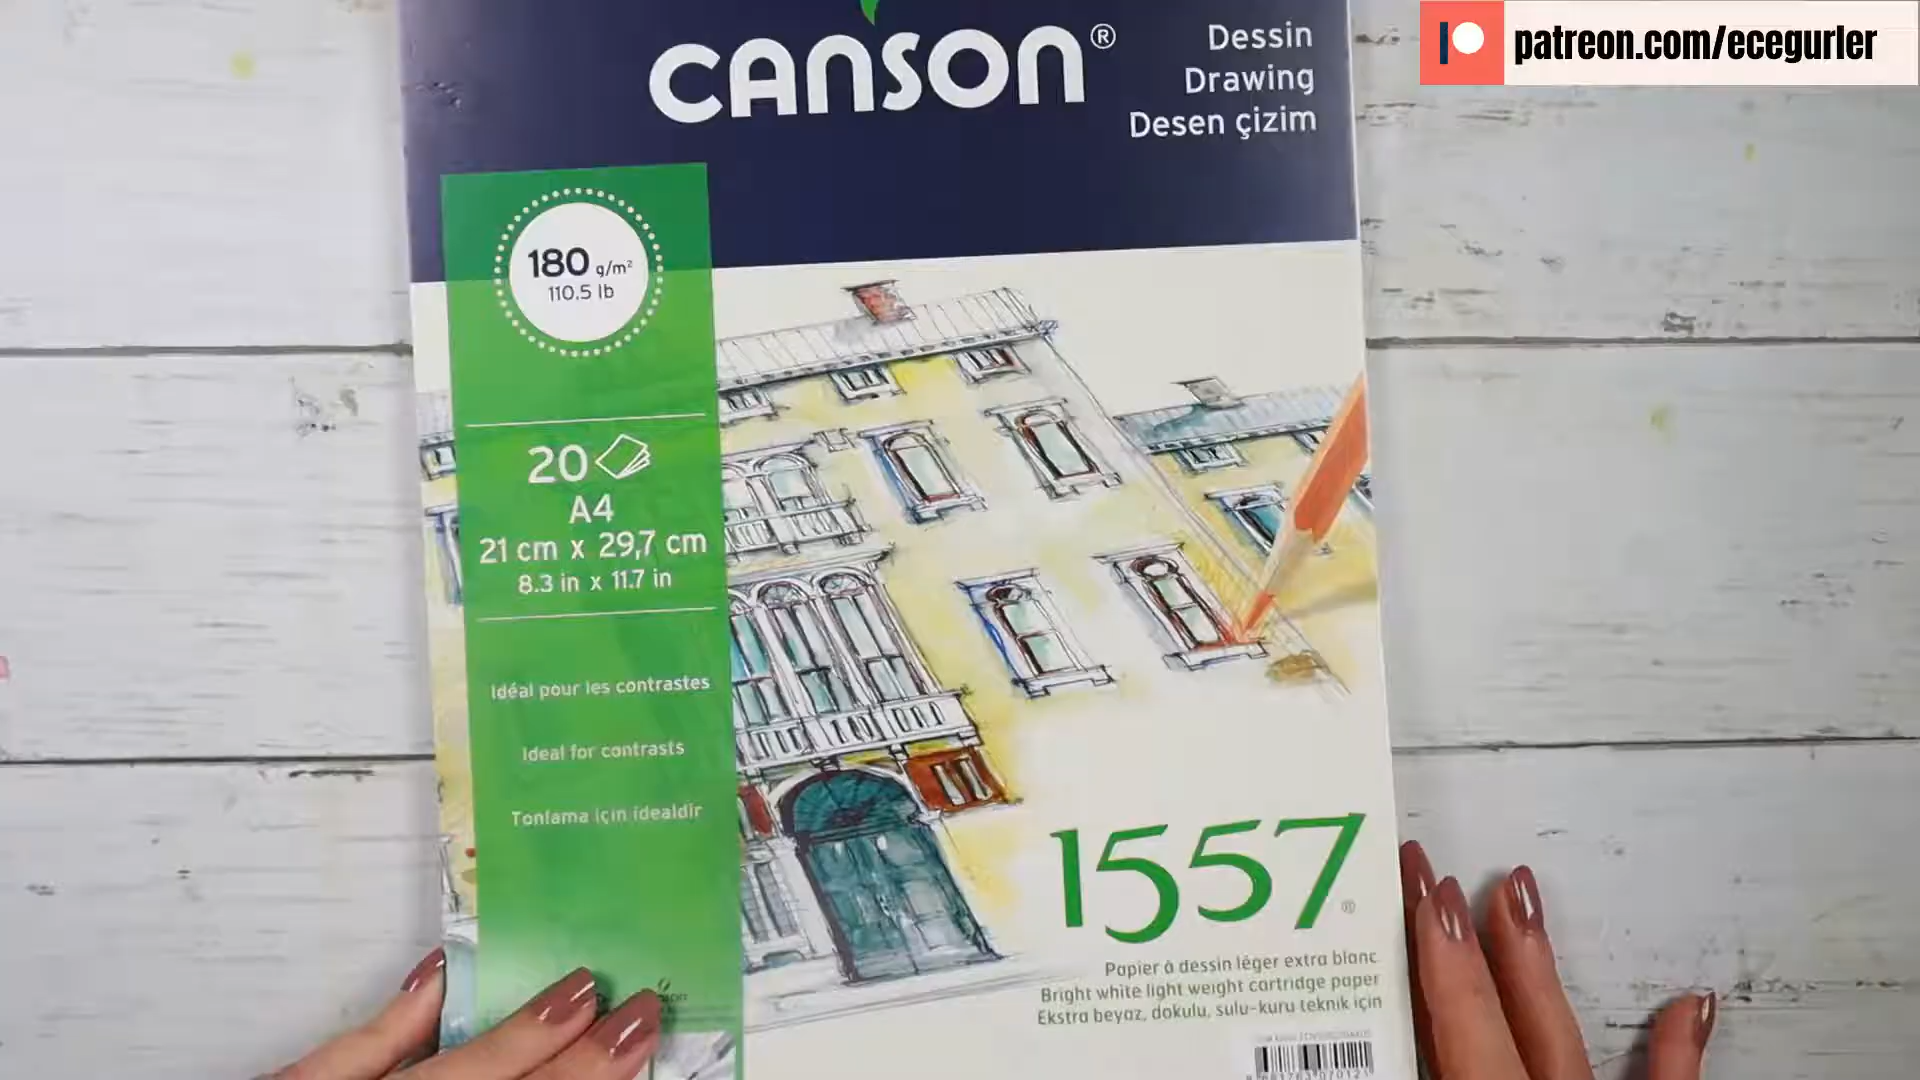 patreon.com/ecegurler
CANSON®
Dessin
Drawing
Desen çizim
180 g/m²
110.5 lb
20
A4
21 cm x 29,7 cm
8.3 in x 11.7 in
Idéal pour les contrastes
Ideal for contrasts
Tonlama için idealdir
1557®
Papier à dessin léger extra blanc
Bright white light weight cartridge paper
Ekstra beyaz, dokulu, sulu-kuru teknik için